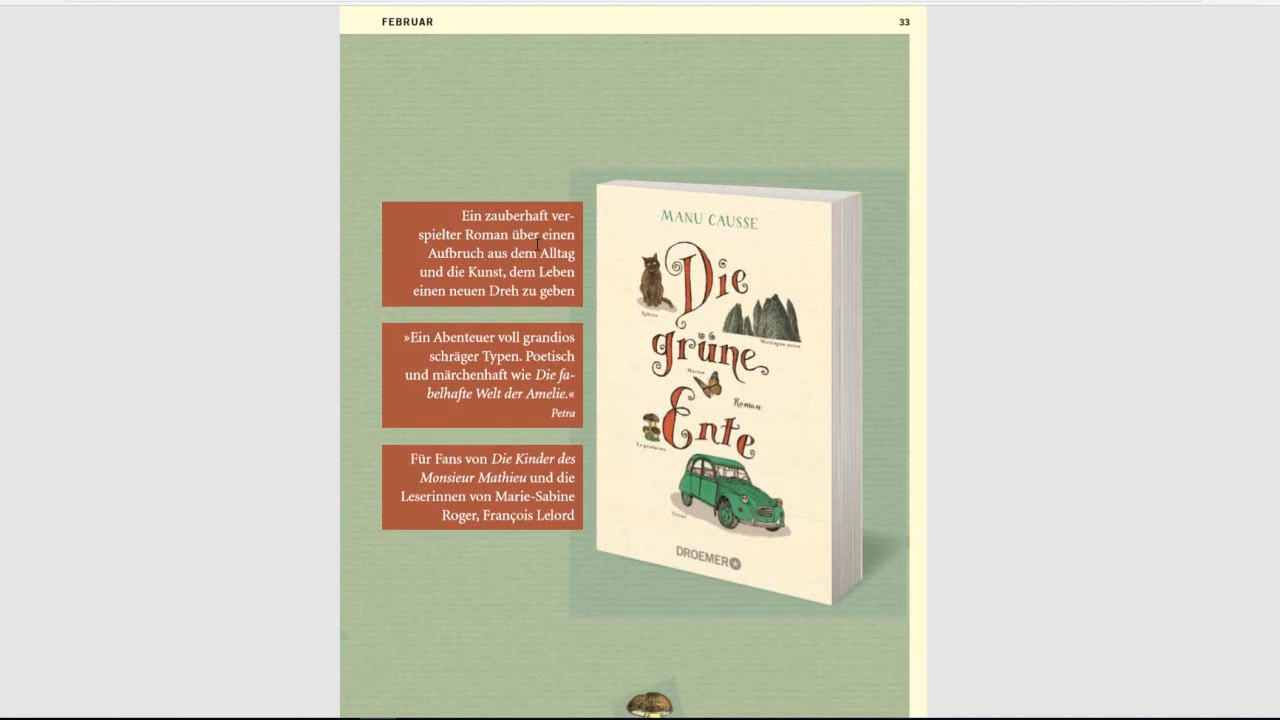 FEBRUAR
33
Ein zauberhaft ver-
spielter Roman über einen
Aufbruch aus dem Alltag
und die Kunst, dem Leben
einen neuen Dreh zu geben
»Ein Abenteuer voll grandios
schräger Typen. Poetisch
und märchenhaft wie Die fa-
belhafte Welt der Amelie.«
Petra
Für Fans von Die Kinder des
Monsieur Mathieu und die
Leserinnen von Marie-Sabine
Roger, François Lelord
MANU CAUSSE
Die
grüne
Ente
Roman
Montagne noire
DROEMER